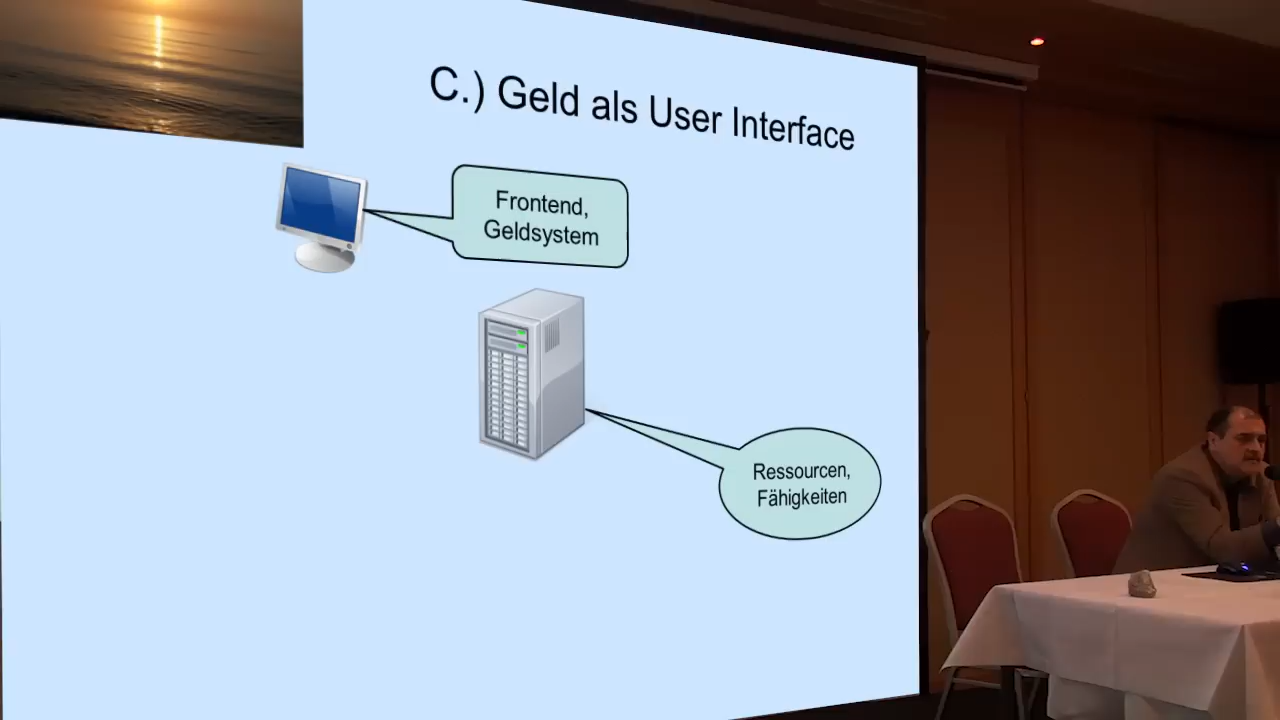 C.) Geld als User Interface
Frontend,
Geldsystem
Ressourcen,
Fähigkeiten